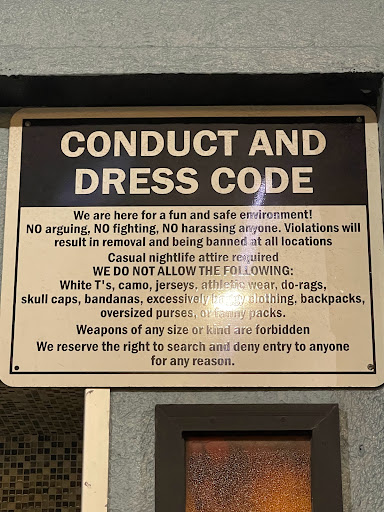 CONDUCT AND
DRESS CODE
We are here for a fun and safe environment!
NO arguing, NO fighting, NO harassing anyone. Violations will
result in removal and being banned at all locations
Casual nightlife attire required
WE DO NOT ALLOW THE FOLLOWING:
White T's, camo, jerseys, athletic wear, do-rags,
skull caps, bandanas, excessively baggy clothing, backpacks,
oversized purses, or fanny packs.
Weapons of any size or kind are forbidden
We reserve the right to search and deny entry to anyone
for any reason.